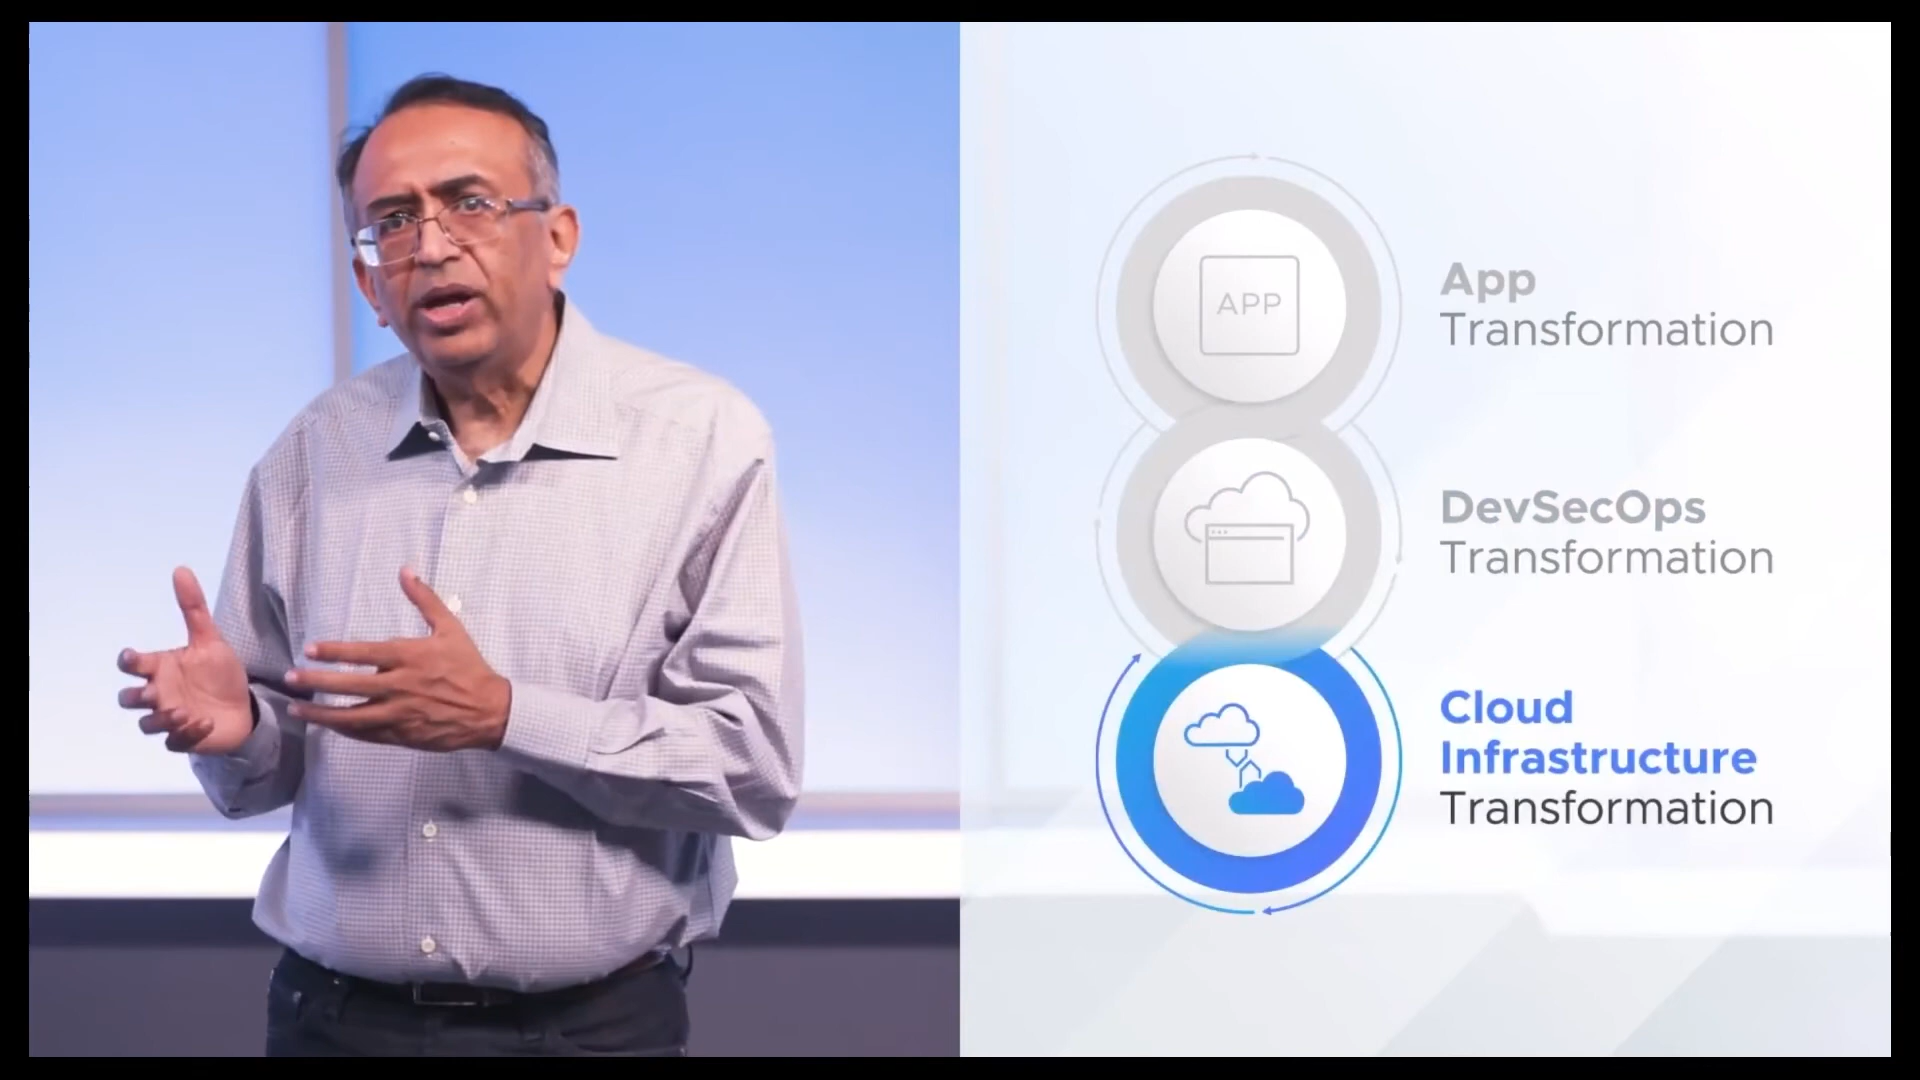 APP
App
Transformation
DevSecOps
Transformation
Cloud
Infrastructure
Transformation